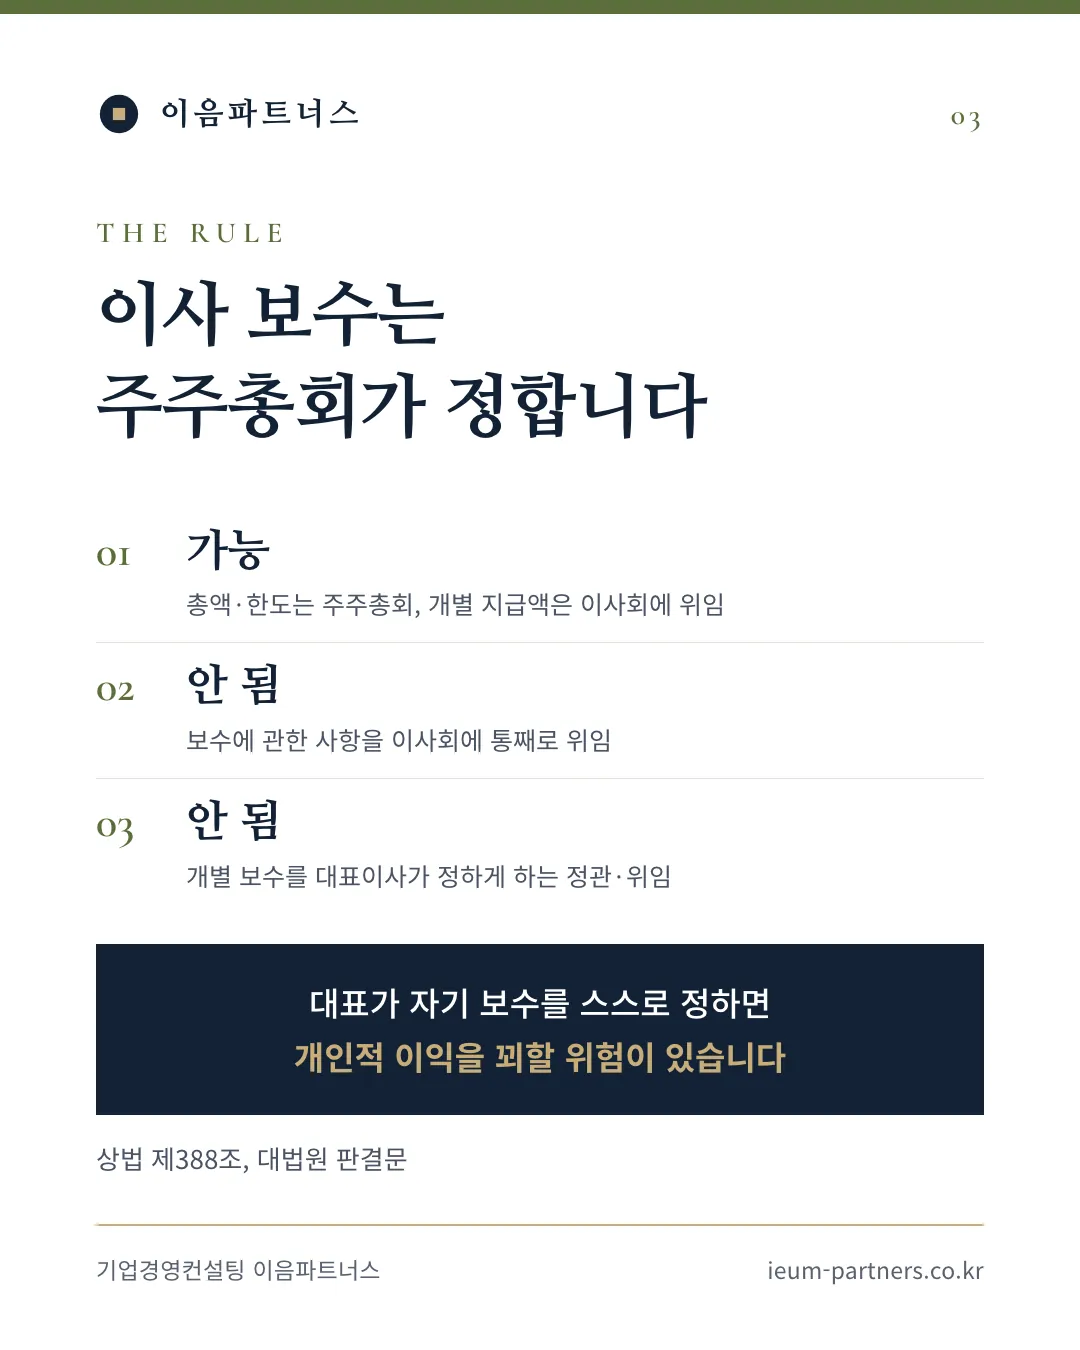 이음파트너스
03
THE RULE
이사 보수는
주주총회가 정합니다
01 가능
총액·한도는 주주총회, 개별 지급액은 이사회에 위임
02 안 됨
보수에 관한 사항을 이사회에 통째로 위임
03 안 됨
개별 보수를 대표이사가 정하게 하는 정관·위임
대표가 자기 보수를 스스로 정하면
개인적 이익을 꾀할 위험이 있습니다
상법 제388조, 대법원 판결문
기업경영컨설팅 이음파트너스
ieum-partners.co.kr